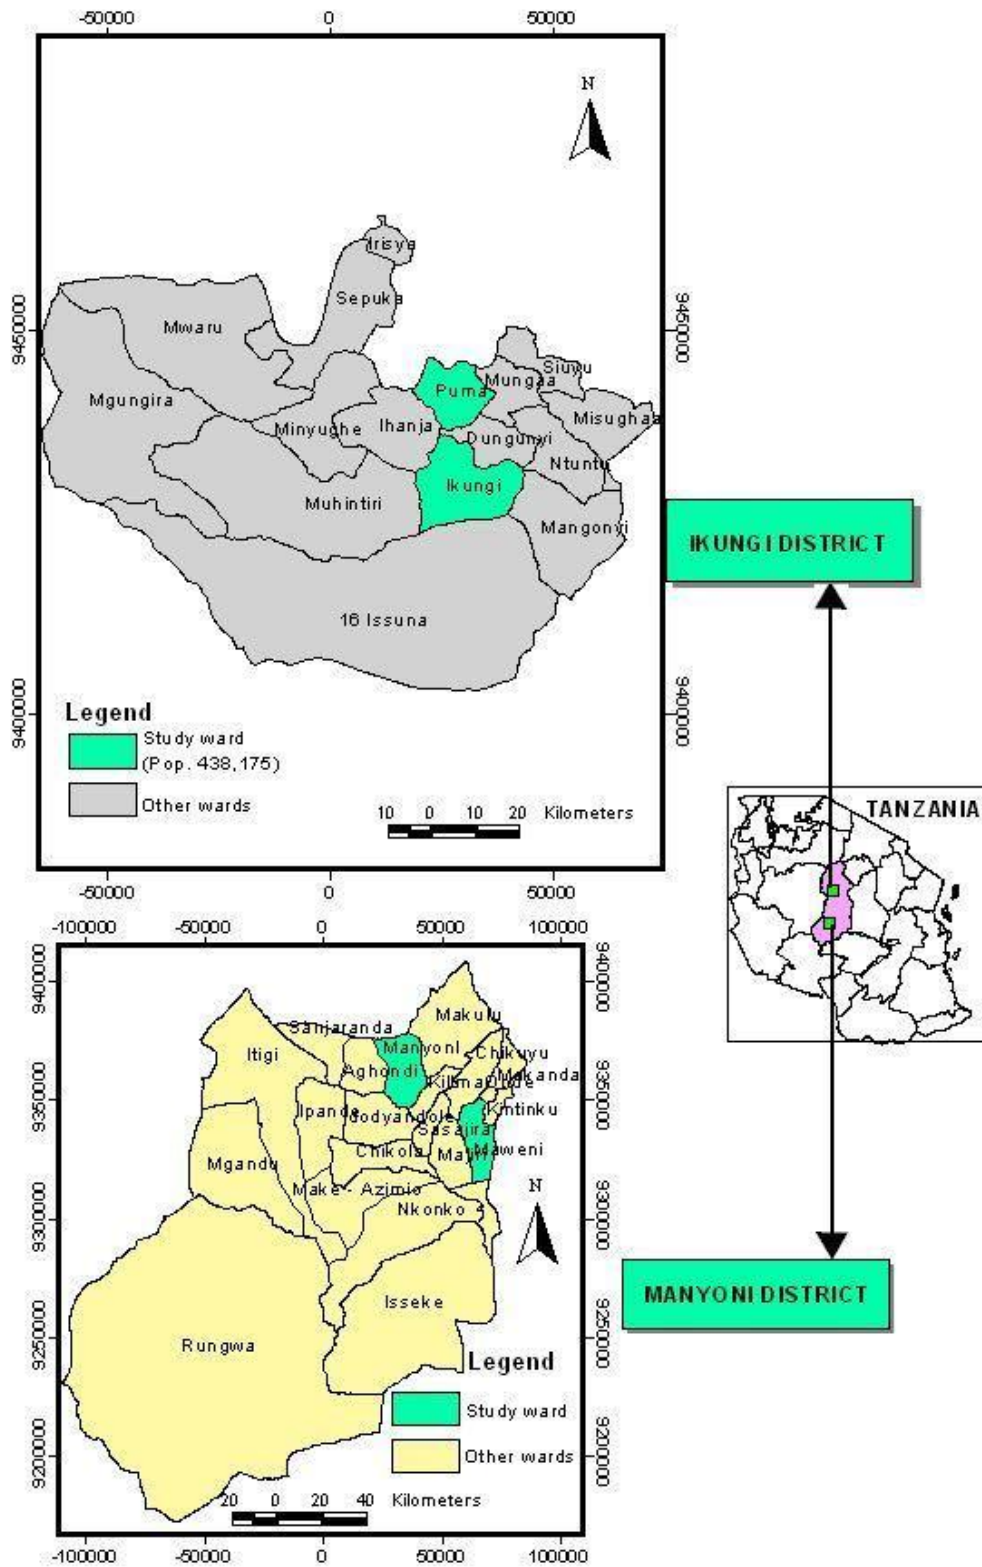 -50000 0 50000
N
Irisya
Sepuka
Mwaru
9450000
9450000
Siuyu
Mungaa
Puma
Mgungira
Misughaa
Minyughe
Ihanja
Dungunyi
Ntuntu
Ikungi
Muhintiri
Mangonyi
IKUNGI DISTRICT
16 Issuna
Legend
Study ward
(Pop. 438,175)
Other wards
9400000
9400000
10 0 10 20 Kilometers
-50000 0 50000
TANZANIA
-100000 -50000 0 50000 100000
9400000
9400000
Makulu
Sanjaranda
Manyoni
Itigi
Chikuyu
Aghondi
Makanda
9350000
9350000
Ipande
Kintinku
Sasajira
Chikola
Maweni
Mgandu
Make - Azimio
N
Nkonko
9300000
9300000
Isseke
MANYONI DISTRICT
Rungwa
9250000
9250000
Legend
Study ward
Other wards
9200000
9200000
20 0 20 40 Kilometers
-100000 -50000 0 50000 100000